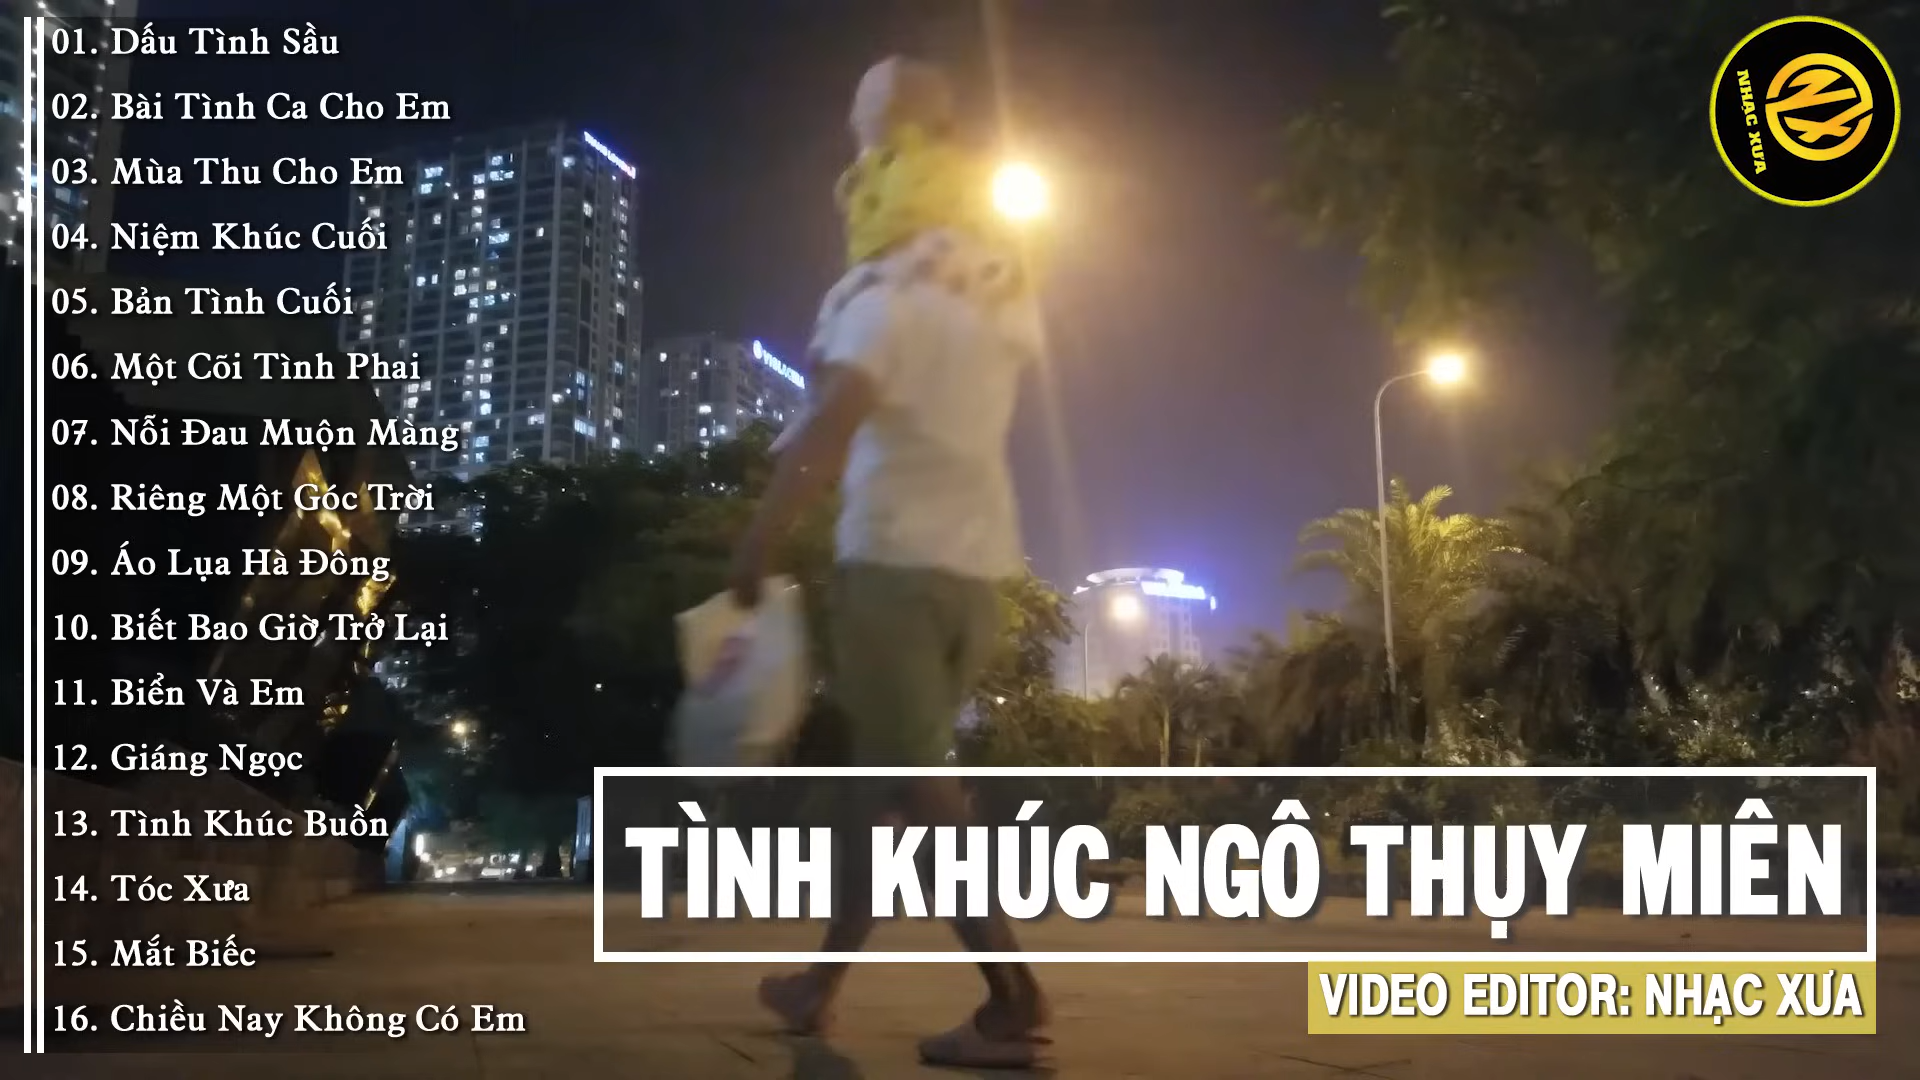 01. Dấu Tình Sầu
02. Bài Tình Ca Cho Em
03. Mùa Thu Cho Em
04. Niệm Khúc Cuối
05. Bản Tình Cuối
06. Một Cõi Tình Phai
07. Nỗi Đau Muộn Màng
08. Riêng Một Góc Trời
09. Áo Lụa Hà Đông
10. Biết Bao Giờ Trở Lại
11. Biển Và Em
12. Giáng Ngọc
13. Tình Khúc Buồn
14. Tóc Xưa
15. Mắt Biếc
16. Chiều Nay Không Có Em
NX
NHẠC XƯA
VIGLACERA
TÌNH KHÚC NGÔ THỤY MIÊN
VIDEO EDITOR: NHẠC XƯA